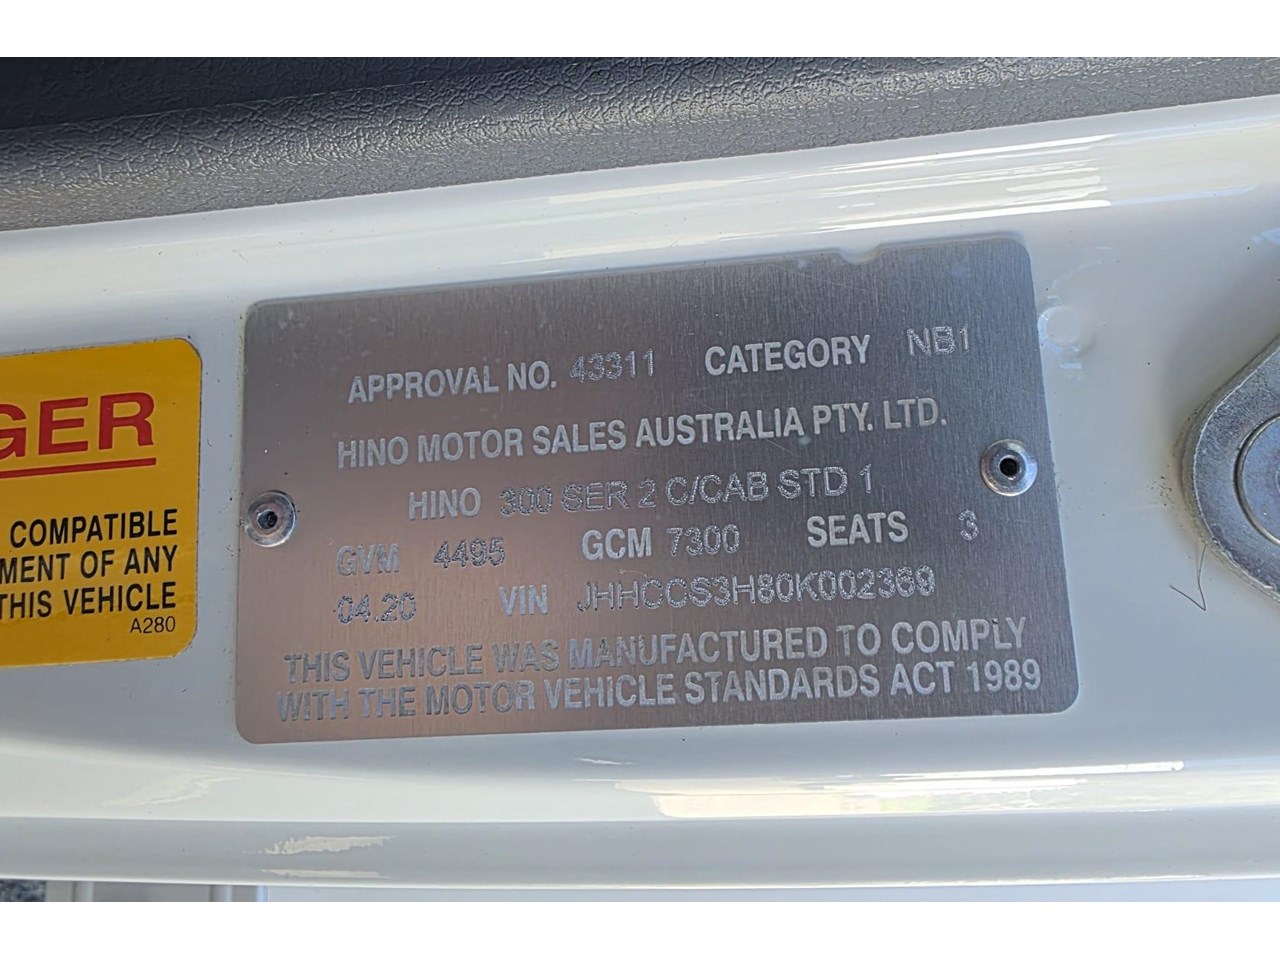 GER
COMPATIBLE
MENT OF ANY
THIS VEHICLE
A280
APPROVAL NO. 43311 CATEGORY NB1
HINO MOTOR SALES AUSTRALIA PTY. LTD.
HINO 300 SER 2 C/CAB STD 1
GVM 4495 GCM 7300 SEATS 3
04.20 VIN JHHCCS3H80K002369
THIS VEHICLE WAS MANUFACTURED TO COMPLY
WITH THE MOTOR VEHICLE STANDARDS ACT 1989